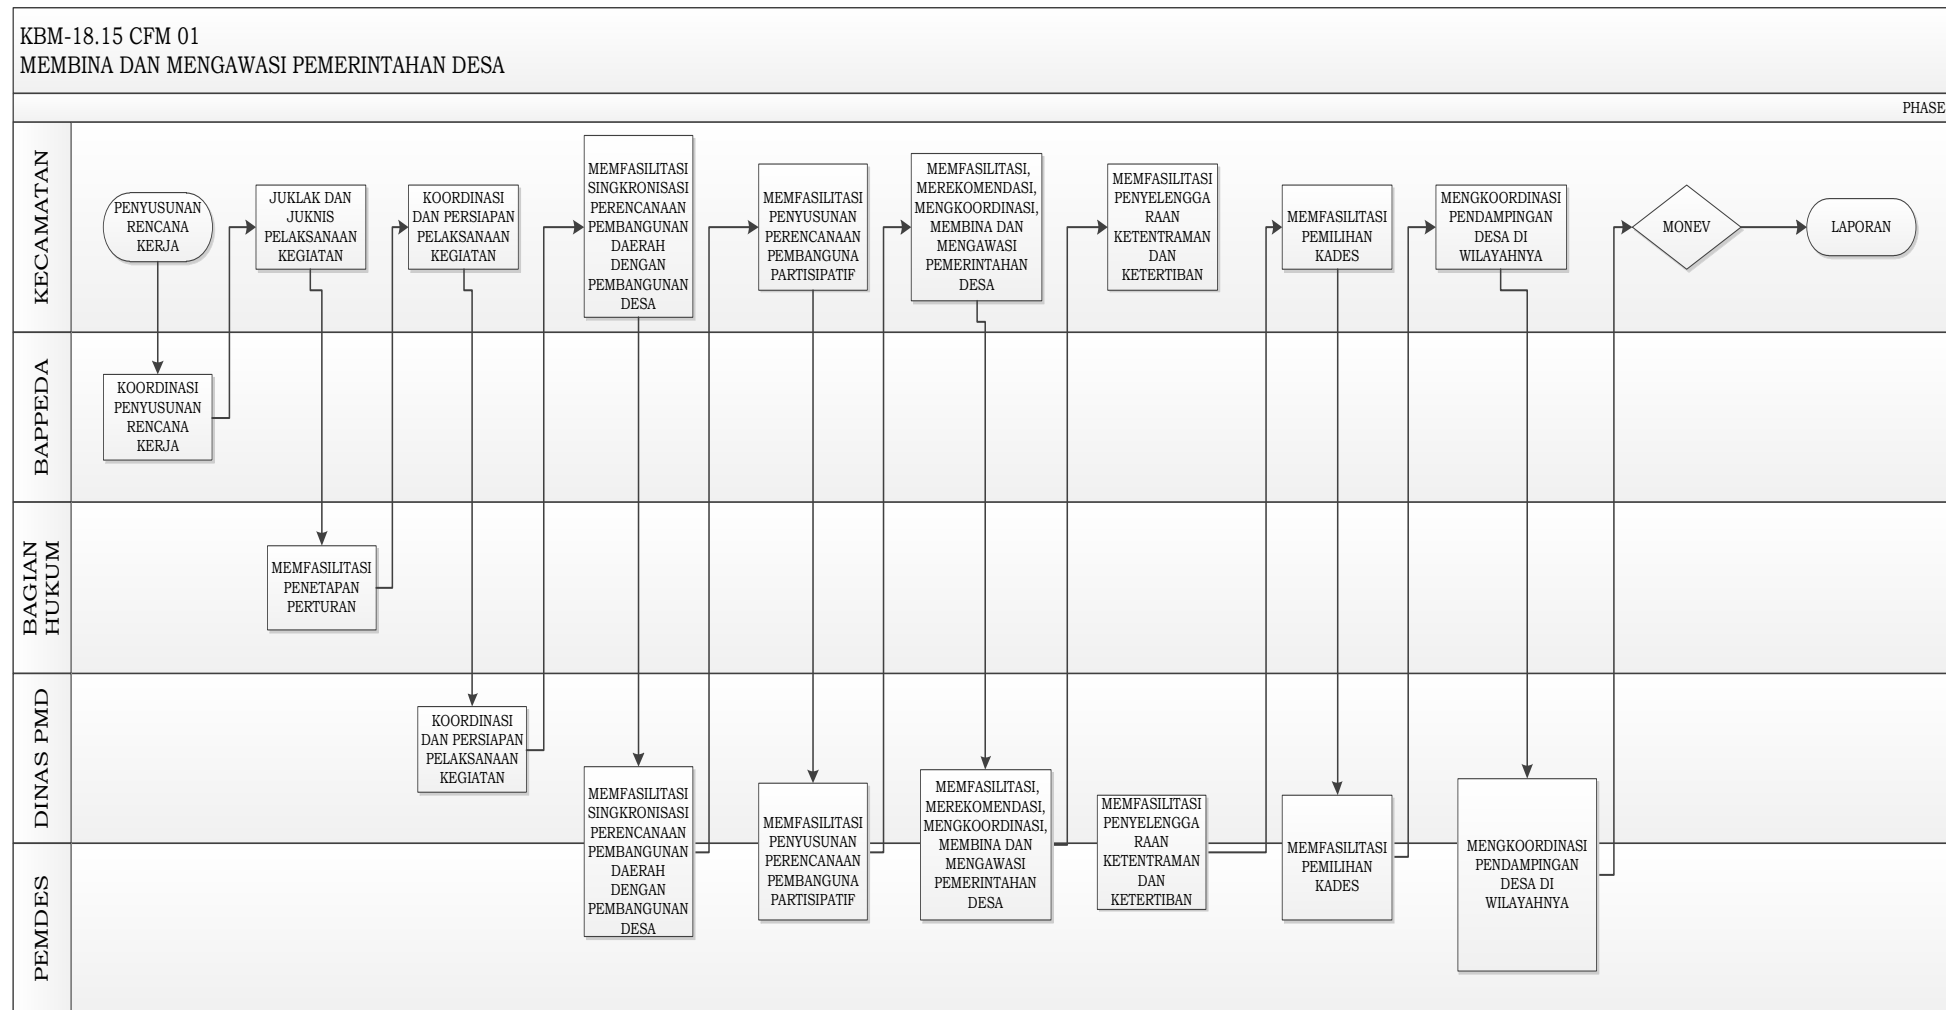 KBM-18.15 CFM 01
MEMBINA DAN MENGAWASI PEMERINTAHAN DESA
PHASE
KECAMATAN
PENYUSUNAN
RENCANA
KERJA
JUKLAK DAN
JUKNIS
PELAKSANAAN
KEGIATAN
KOORDINASI
DAN PERSIAPAN
PELAKSANAAN
KEGIATAN
MEMFASILITASI
SINGKRONISASI
PERENCANAAN
PEMBANGUNAN
DAERAH
DENGAN
PEMBANGUNAN
DESA
MEMFASILITASI
PENYUSUNAN
PERENCANAAN
PEMBANGUNA
PARTISIPATIF
MEMFASILITASI,
MEREKOMENDASI,
MENGKOORDINASI,
MEMBINA DAN
MENGAWASI
PEMERINTAHAN
DESA
MEMFASILITASI
PENYELENGGA
RAAN
KETENTRAMAN
DAN
KETERTIBAN
MEMFASILITASI
PEMILIHAN
KADES
MENGKOORDINASI
PENDAMPINGAN
DESA DI
WILAYAHNYA
MONEV
LAPORAN
BAPPEDA
KOORDINASI
PENYUSUNAN
RENCANA
KERJA
BAGIAN
HUKUM
MEMFASILITASI
PENETAPAN
PERTURAN
DINAS PMD
KOORDINASI
DAN PERSIAPAN
PELAKSANAAN
KEGIATAN
MEMFASILITASI
SINGKRONISASI
PERENCANAAN
PEMBANGUNAN
DAERAH
DENGAN
PEMBANGUNAN
DESA
MEMFASILITASI
PENYUSUNAN
PERENCANAAN
PEMBANGUNA
PARTISIPATIF
MEMFASILITASI,
MEREKOMENDASI,
MENGKOORDINASI,
MEMBINA DAN
MENGAWASI
PEMERINTAHAN
DESA
MEMFASILITASI
PENYELENGGA
RAAN
KETENTRAMAN
DAN
KETERTIBAN
MEMFASILITASI
PEMILIHAN
KADES
MENGKOORDINASI
PENDAMPINGAN
DESA DI
WILAYAHNYA
PEMDES